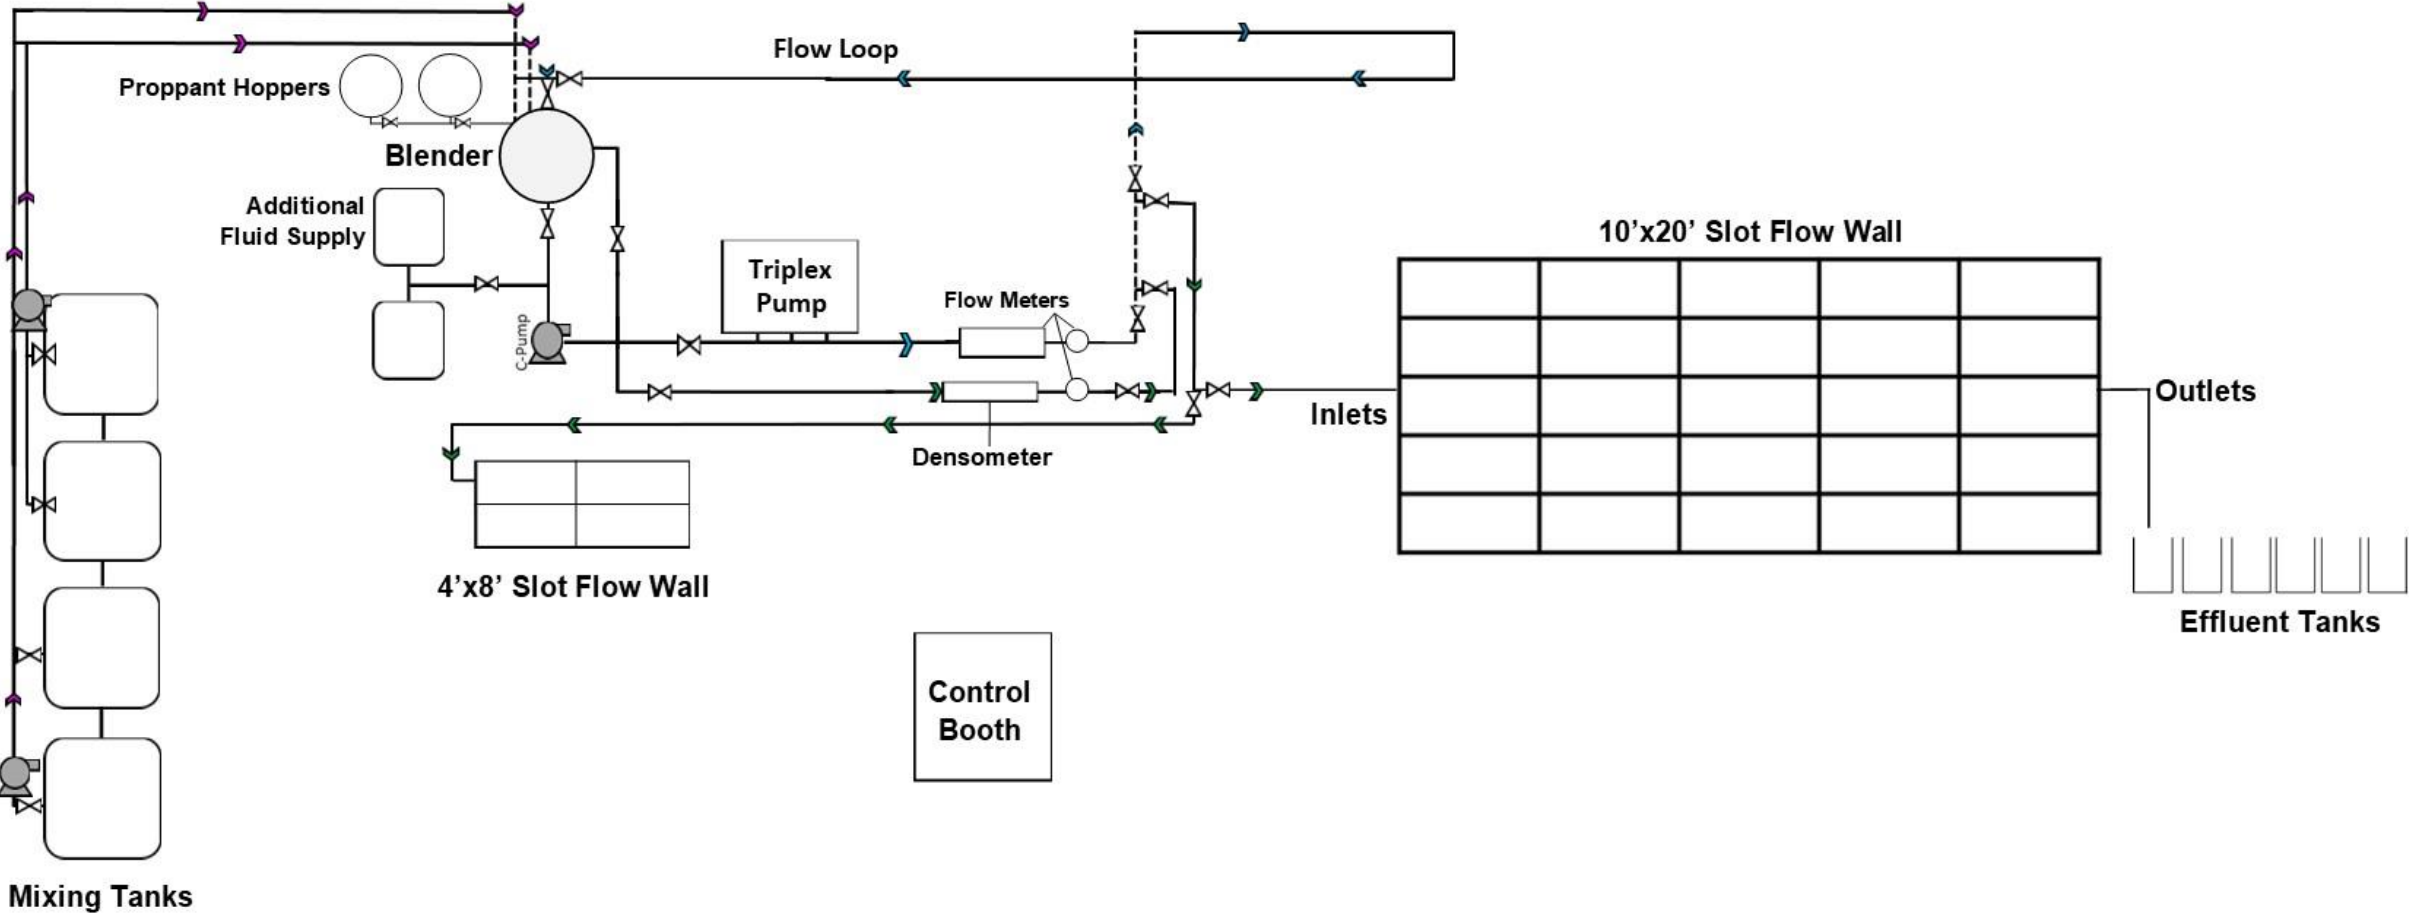 Flow Loop
Proppant Hoppers
Blender
Additional
Fluid Supply
Triplex
Pump
C-Pump
Flow Meters
10’x20’ Slot Flow Wall
Inlets
Outlets
Densometer
4’x8’ Slot Flow Wall
Effluent Tanks
Control
Booth
Mixing Tanks